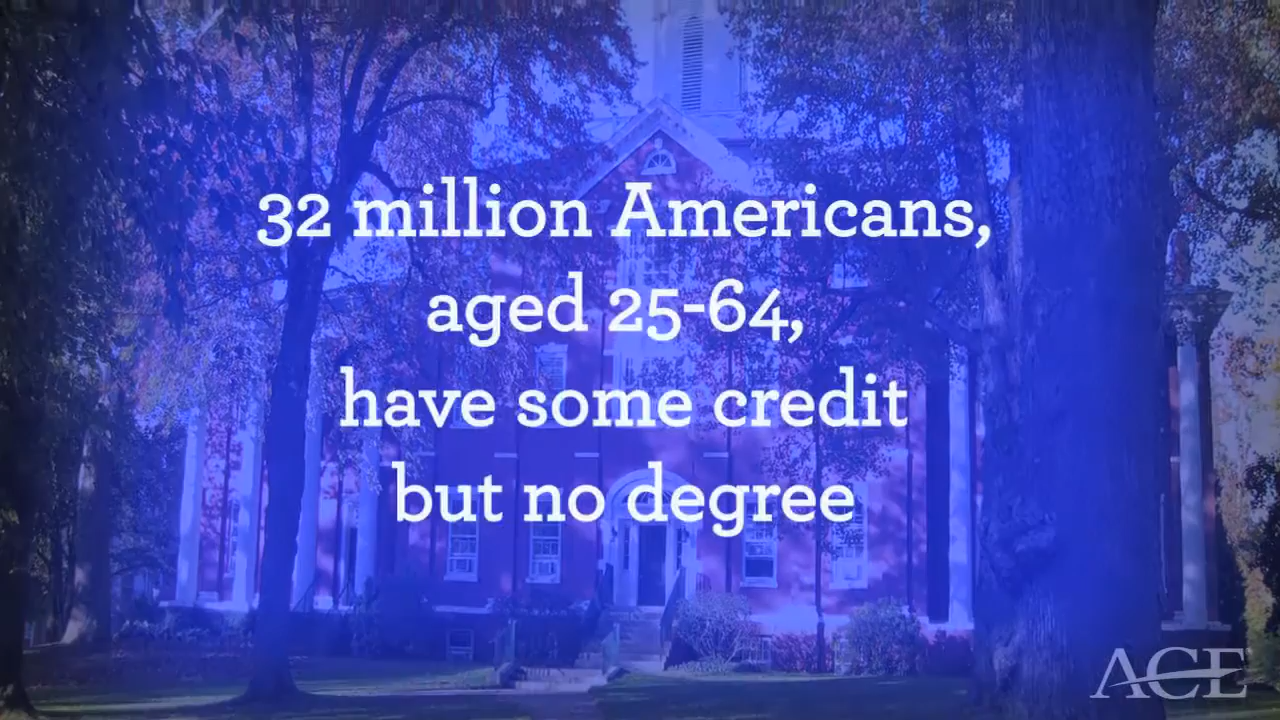 32 million Americans,
aged 25-64,
have some credit
but no degree
ACE